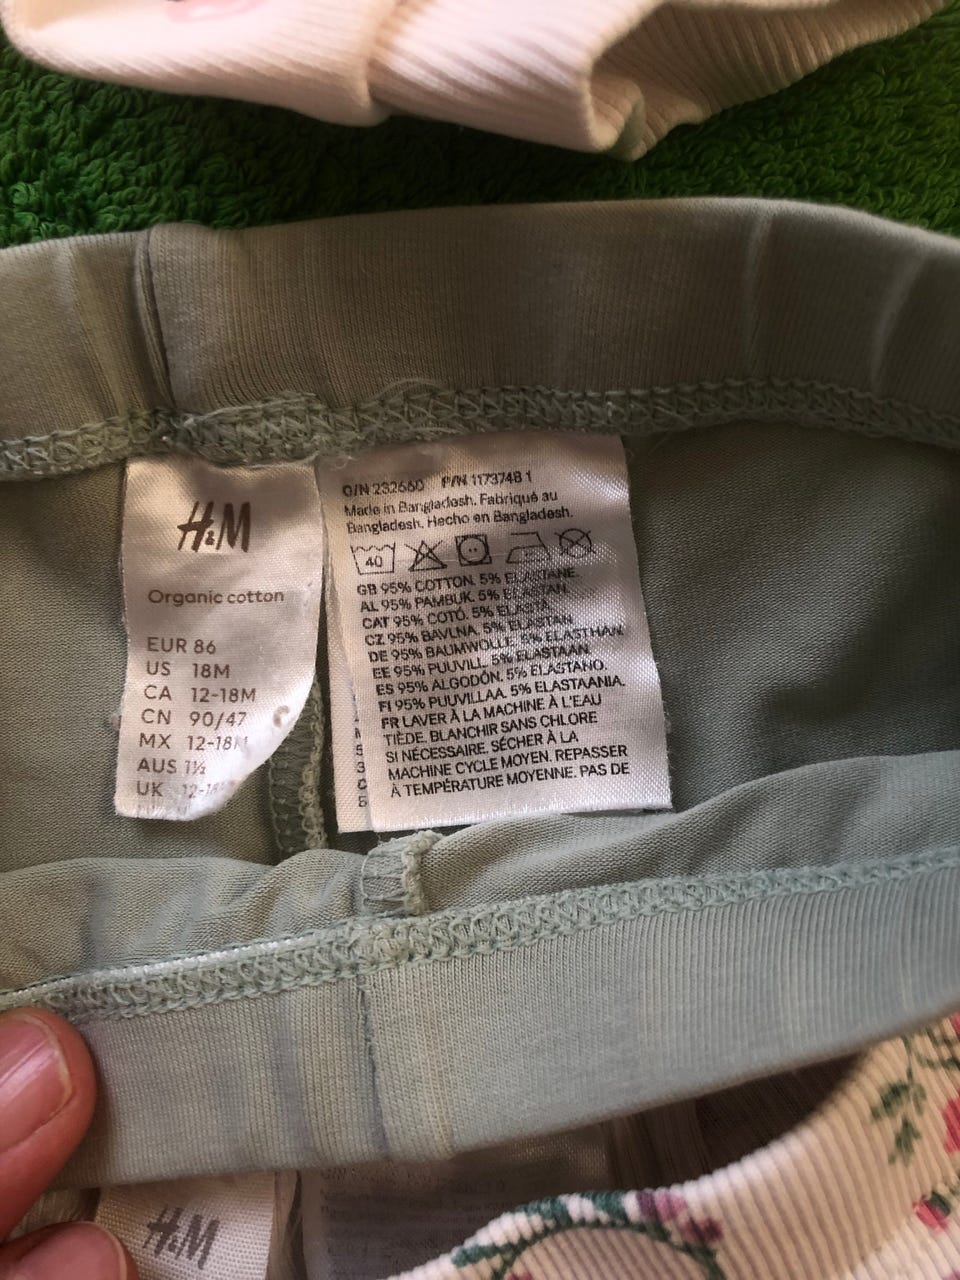 H&M
Organic cotton
EUR 86
US 18M
CA 12-18M
CN 90/47
MX 12-18M
AUS 1½
UK
O/N 232660 P/N 1173748 1
Made in Bangladesh. Fabriqué au
Bangladesh. Hecho en Bangladesh.
40
GB 95% COTTON. 5% ELASTANE.
AL 95% PAMBUK. 5% ELASTAN.
CAT 95% COTÓ. 5% ELASTÀ.
CZ 95% BAVLNA. 5% ELASTAN
DE 95% BAUMWOLLE. 5% ELASTHAN.
EE 95% PUUVILL. 5% ELASTAAN.
ES 95% ALGODÓN. 5% ELASTANO.
FI 95% PUUVILLAA. 5% ELASTAANIA.
FR LAVER À LA MACHINE À L'EAU
TIÈDE. BLANCHIR SANS CHLORE
SI NÉCESSAIRE. SÉCHER À LA
MACHINE CYCLE MOYEN. REPASSER
À TEMPÉRATURE MOYENNE. PAS DE
H&M